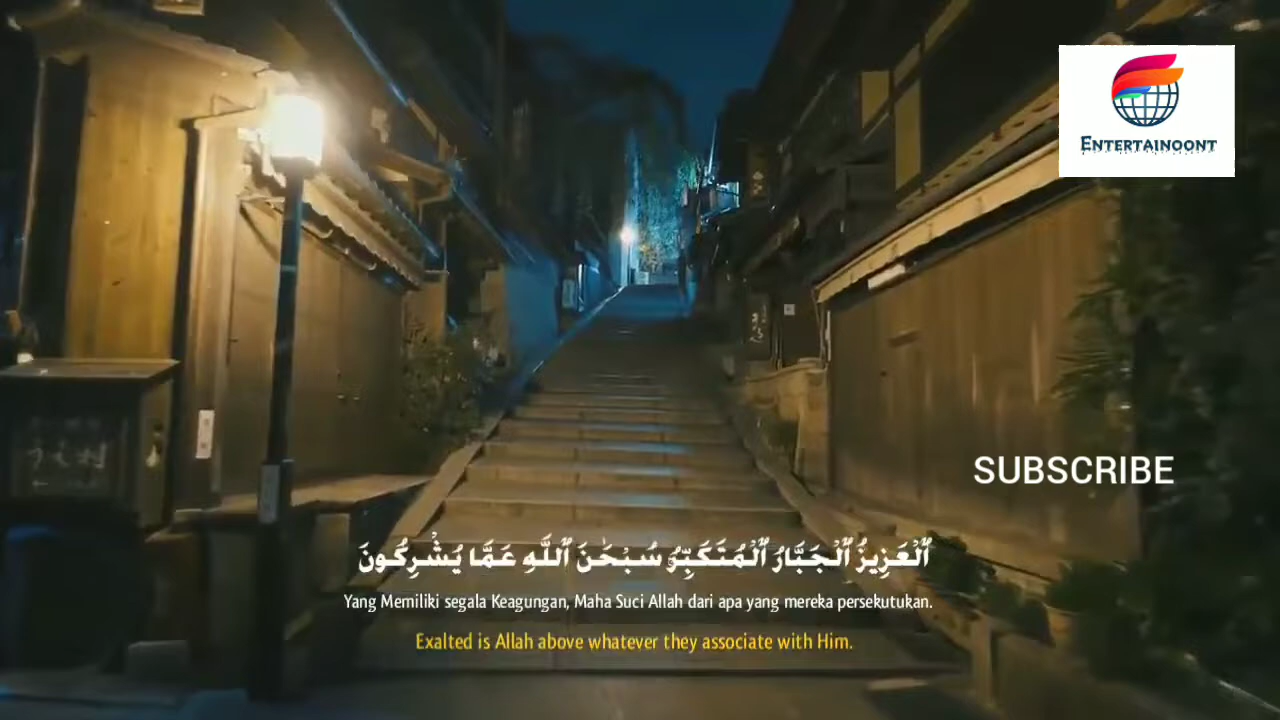 ENTERTAINOONT
SUBSCRIBE
ٱلْعَزِيزُ ٱلْجَبَّارُ ٱلْمُتَكَبِّرُ سُبْحَٰنَ ٱللَّهِ عَمَّا يُشْرِكُونَ
Yang Memiliki segala Keagungan, Maha Suci Allah dari apa yang mereka persekutukan.
Exalted is Allah above whatever they associate with Him.